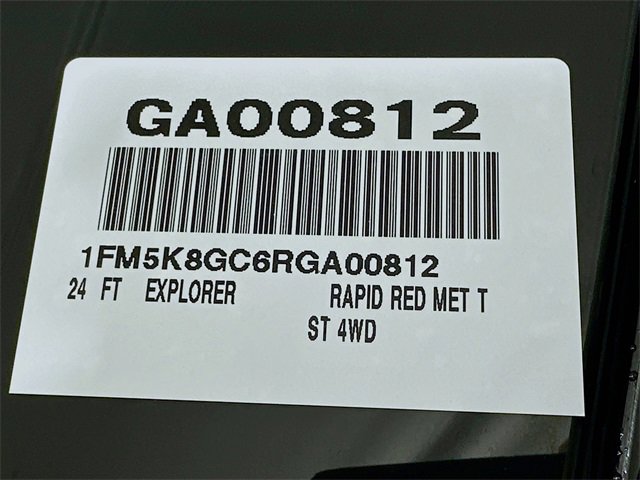 GA00812
1FM5K8GC6RGA00812
24 FT EXPLORER RAPID RED MET T
ST 4WD